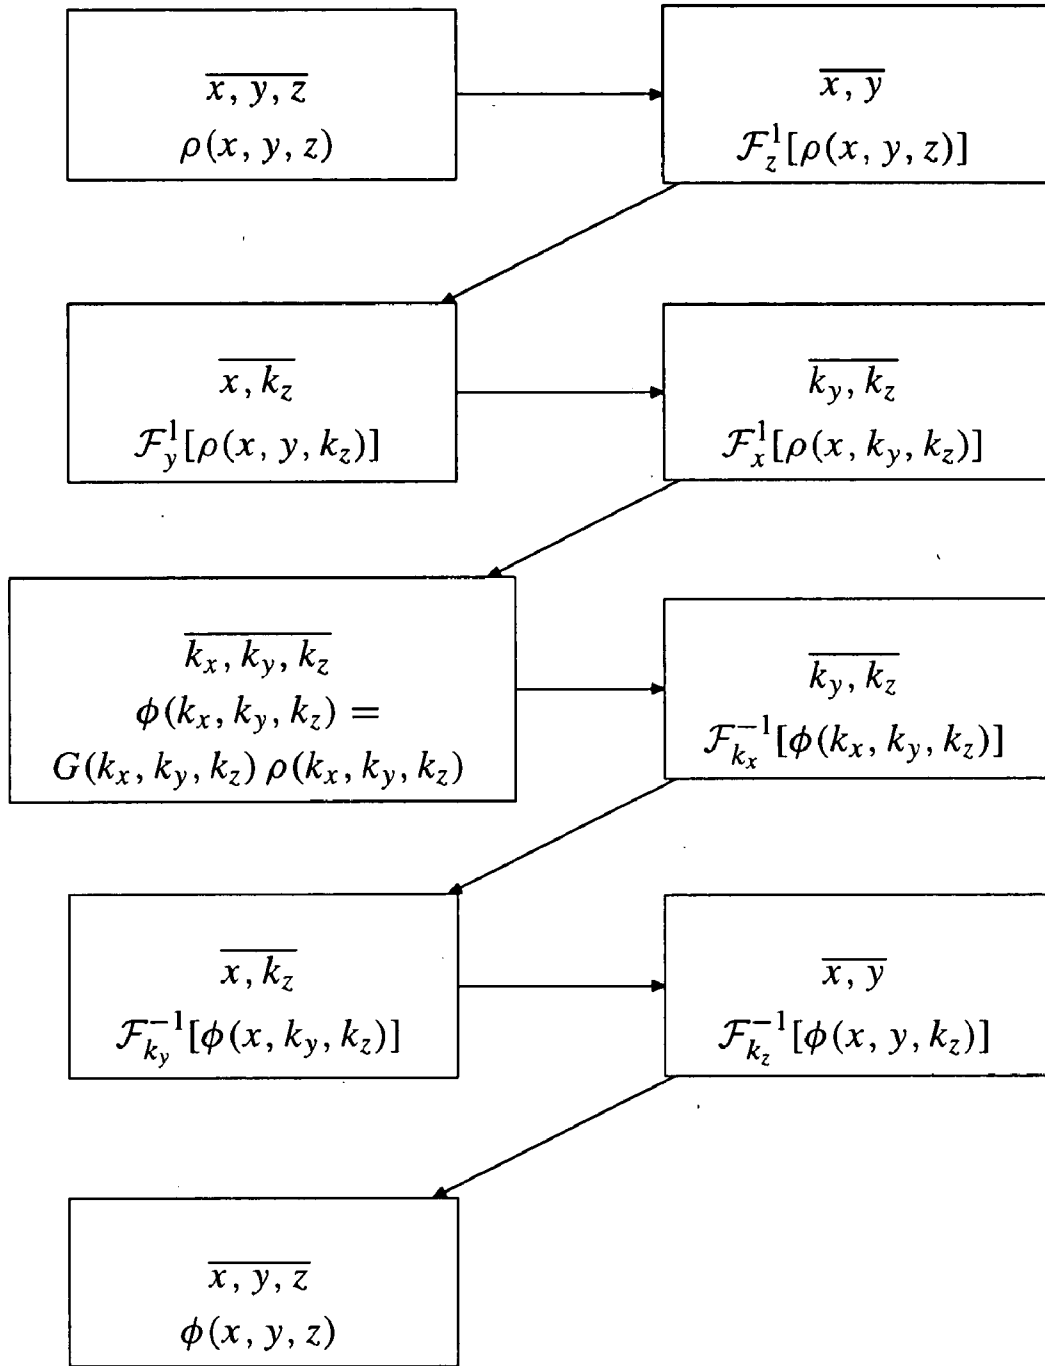 x, y, z
ρ(x, y, z)
x, y
ℱ_z^1[ρ(x, y, z)]
x, k_z
ℱ_y^1[ρ(x, y, k_z)]
k_y, k_z
ℱ_x^1[ρ(x, k_y, k_z)]
k_x, k_y, k_z
ϕ(k_x, k_y, k_z) =
G(k_x, k_y, k_z) ρ(k_x, k_y, k_z)
k_y, k_z
ℱ_{k_x}^{-1}[ϕ(k_x, k_y, k_z)]
x, k_z
ℱ_{k_y}^{-1}[ϕ(x, k_y, k_z)]
x, y
ℱ_{k_z}^{-1}[ϕ(x, y, k_z)]
x, y, z
ϕ(x, y, z)